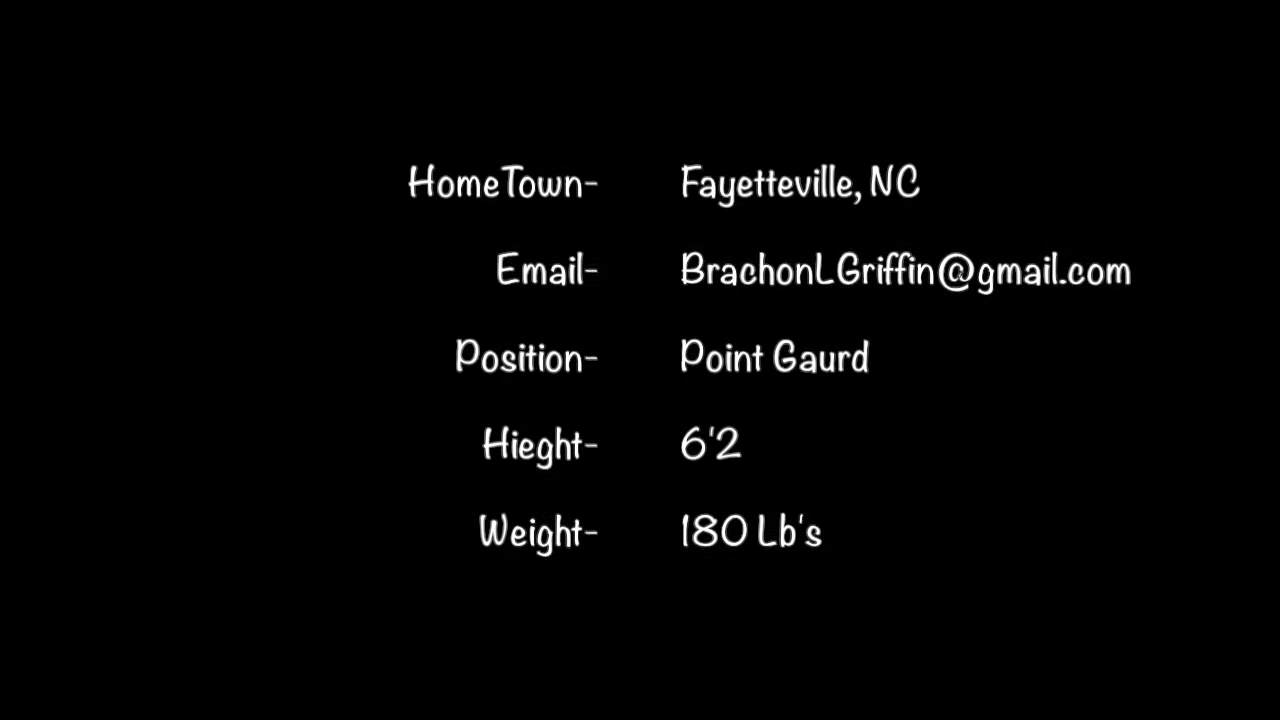 HomeTown- Fayetteville, NC
Email- BrachonLGriffin@gmail.com
Position- Point Gaurd
Hieght- 6'2
Weight- 180 Lb's